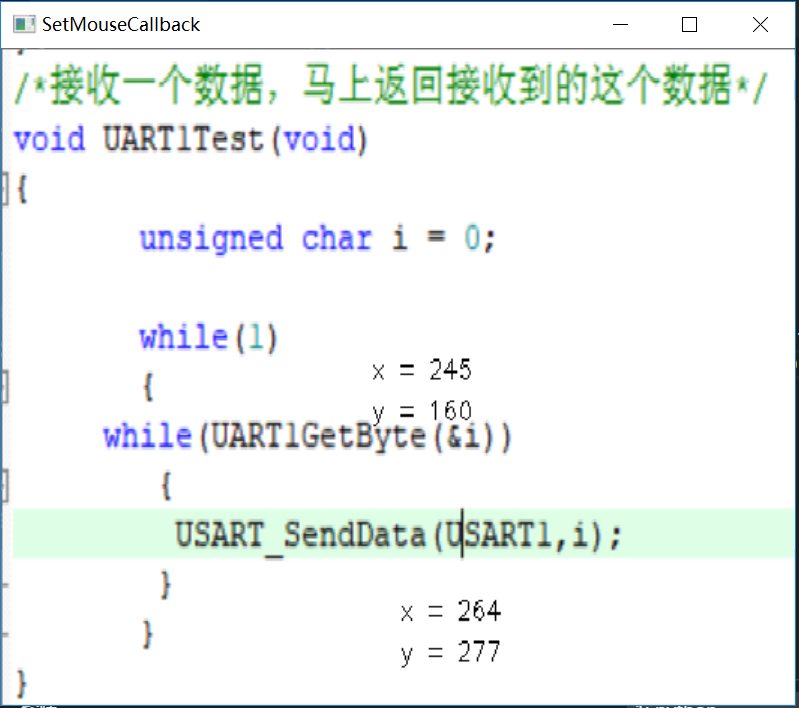 SetMouseCallback
/*接收一个数据，马上返回接收到的这个数据*/
void UART1Test(void)
{
unsigned char i = 0;
while(1)
x = 245
{
y = 160
while(UART1GetByte(&i))
{
USART_SendData(USART1,i);
}
x = 264
}
y = 277
}